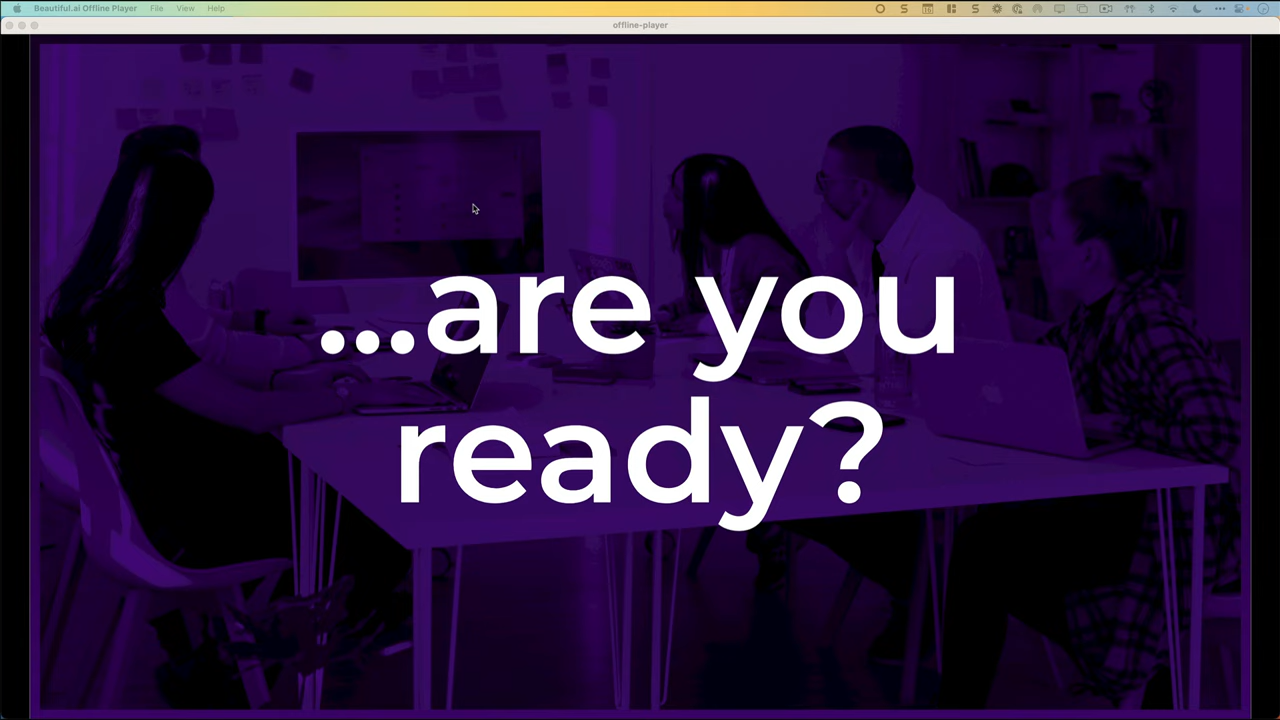 Beautiful.ai Offline Player File View Help
offline-player
...are you
ready?